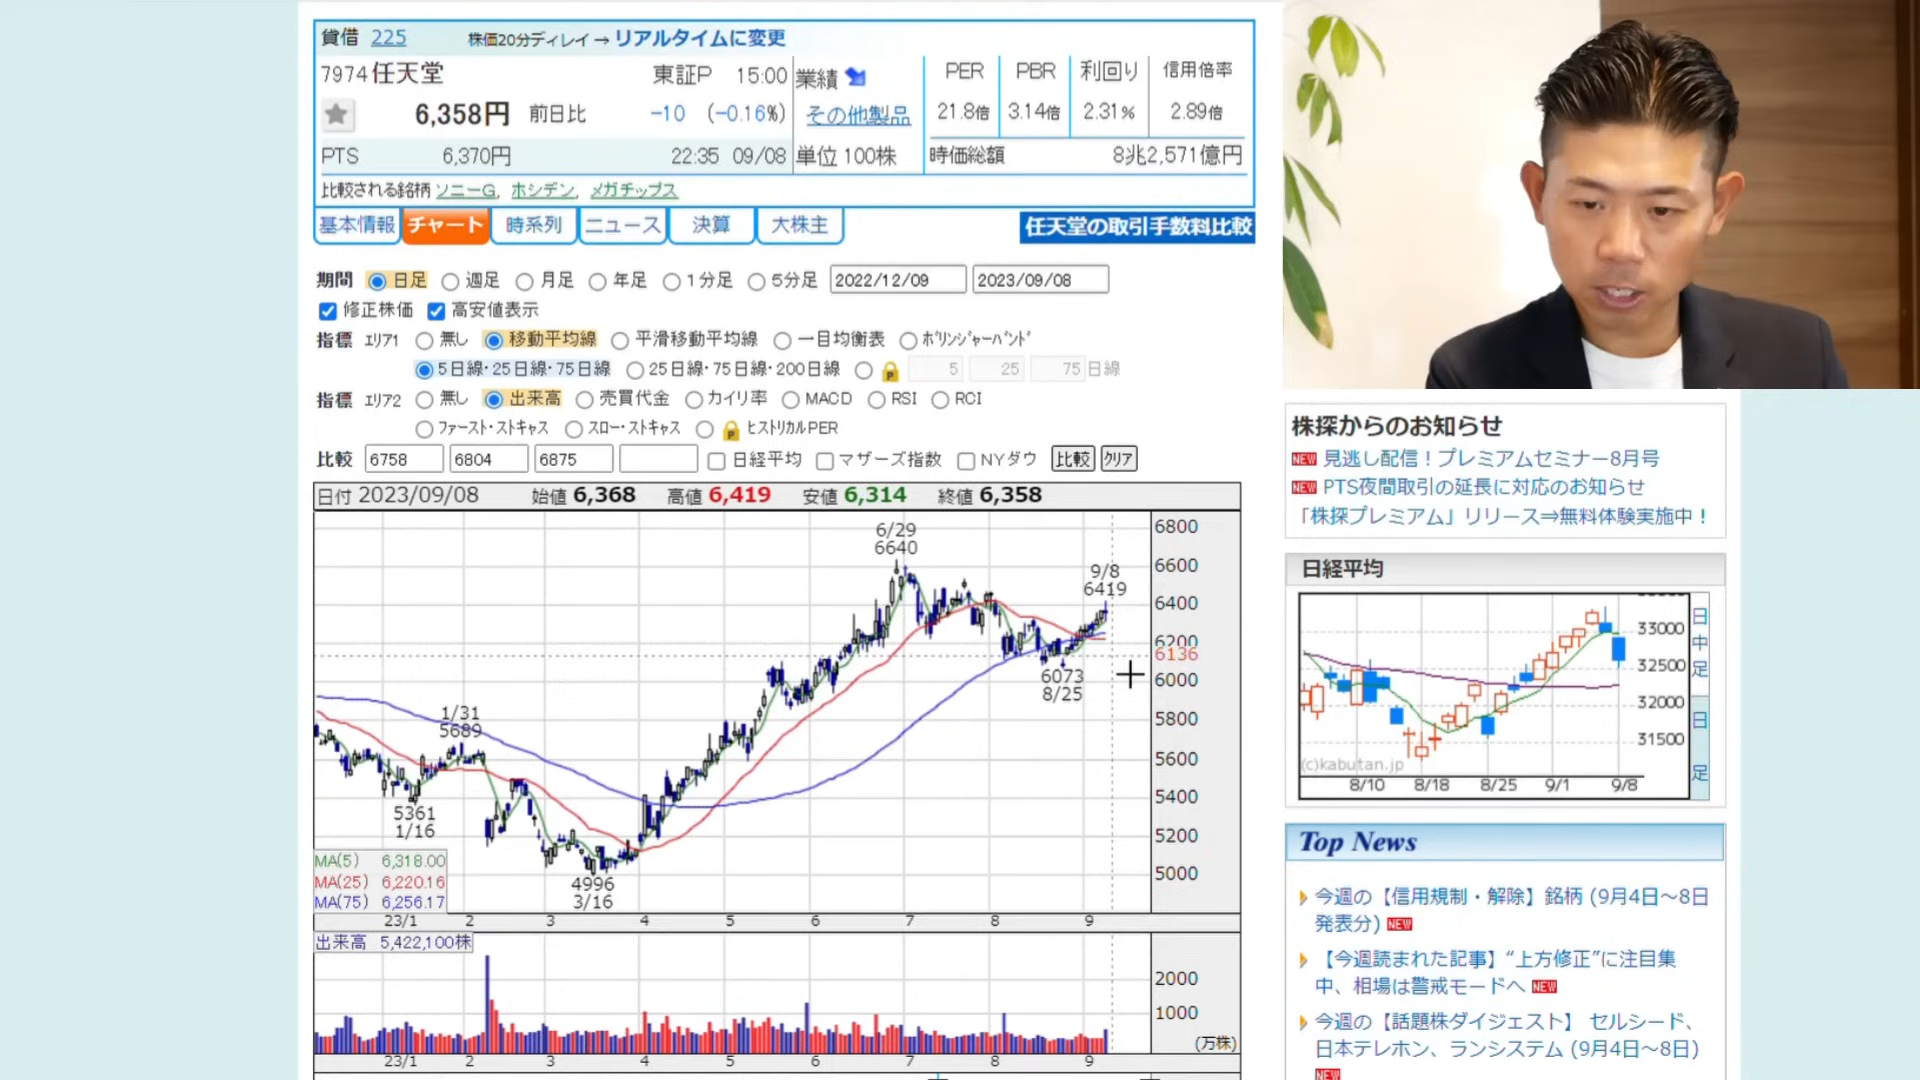 貸借 225 株価20分ディレイ → リアルタイムに変更
7974 任天堂 東証P 15:00 業績
6,358円 前日比 -10 (-0.16%) その他製品
PTS 6,370円 22:35 09/08 単位 100株
PER PBR 利回り 信用倍率
21.8倍 3.14倍 2.31% 2.89倍
時価総額 8兆2,571億円
比較される銘柄 ソニーG, ホシデン, メガチップス
基本情報 チャート 時系列 ニュース 決算 大株主 任天堂の取引手数料比較
期間 日足 週足 月足 年足 1分足 5分足 2022/12/09 2023/09/08
修正株価 高安値表示
指標 エリア1 無し 移動平均線 平滑移動平均線 一目均衡表 ボリンジャーバンド
5日線・25日線・75日線 25日線・75日線・200日線 P 5 25 75 日線
指標 エリア2 無し 出来高 売買代金 カイリ率 MACD RSI RCI
ファースト・ストキャス スロー・ストキャス P ヒストリカルPER
比較 6758 6804 6875 日経平均 マザーズ指数 NYダウ 比較 クリア
日付 2023/09/08 始値 6,368 高値 6,419 安値 6,314 終値 6,358
6/29
6640
9/8
6419
6073
8/25
1/31
5689
5361
1/16
4996
3/16
6800
6600
6400
6200
6136
6000
5800
5600
5400
5200
5000
MA(5) 6,318.00
MA(25) 6,220.16
MA(75) 6,256.17
23/1 2 3 4 5 6 7 8 9
出来高 5,422,100株
2000
1000
(万株)
23/1 2 3 4 5 6 7 8 9
株探からのお知らせ
NEW 見逃し配信！プレミアムセミナー8月号
NEW PTS夜間取引の延長に対応のお知らせ
「株探プレミアム」リリース⇒無料体験実施中！
日経平均
33000
32500
32000
31500
(c)kabutan.jp
8/10 8/18 8/25 9/1 9/8
日
中
足
日
足
Top News
今週の【信用規制・解除】銘柄 (9月4日～8日
発表分) NEW
【今週読まれた記事】“上方修正”に注目集
中、相場は警戒モードへ NEW
今週の【話題株ダイジェスト】 セルシード、
日本テレホン、ランシステム (9月4日～8日)
NEW